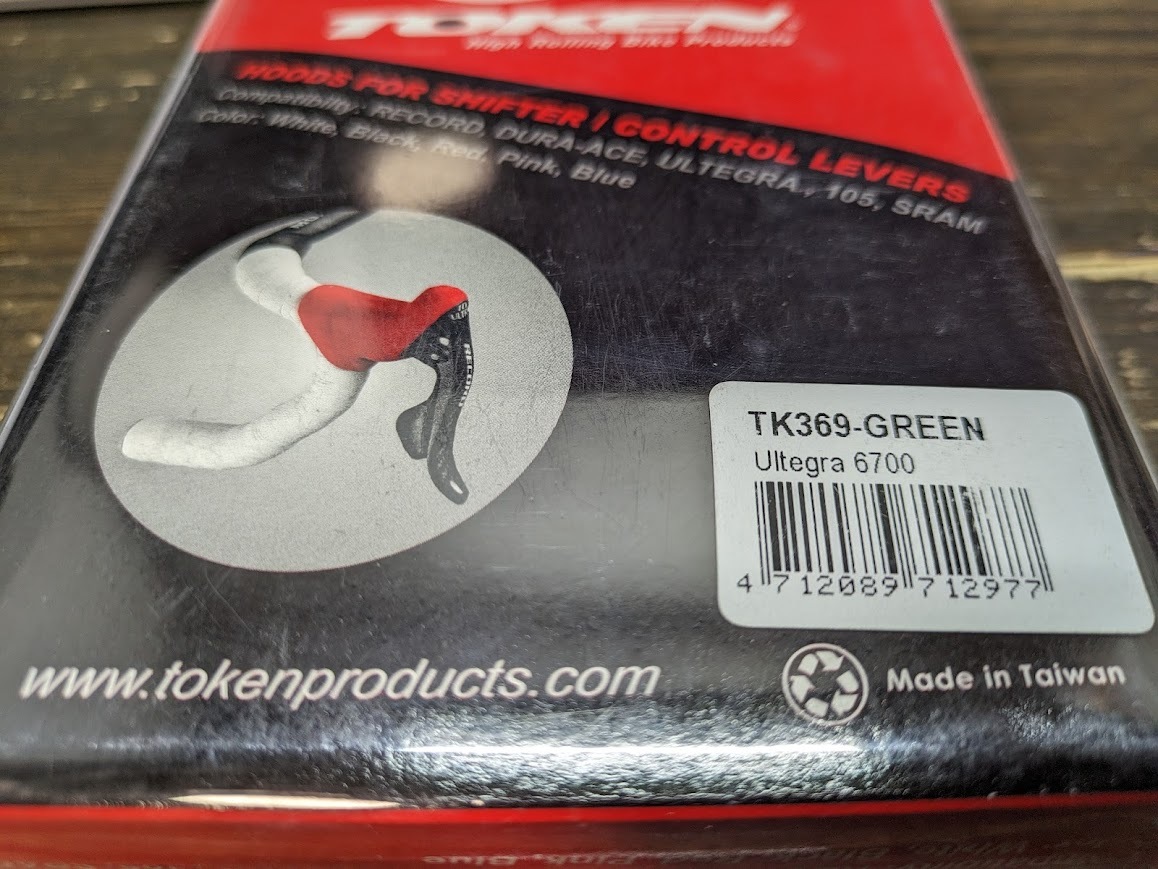 TOKEN
High Rolling Bike Products
HOODS FOR SHIFTER / CONTROL LEVERS
Compatibility: RECORD, DURA-ACE, ULTEGRA., 105, SRAM
Color: White, Black, Red, Pink, Blue
RECORD
TK369-GREEN
Ultegra 6700
4 712089 712977
www.tokenproducts.com
Made in Taiwan